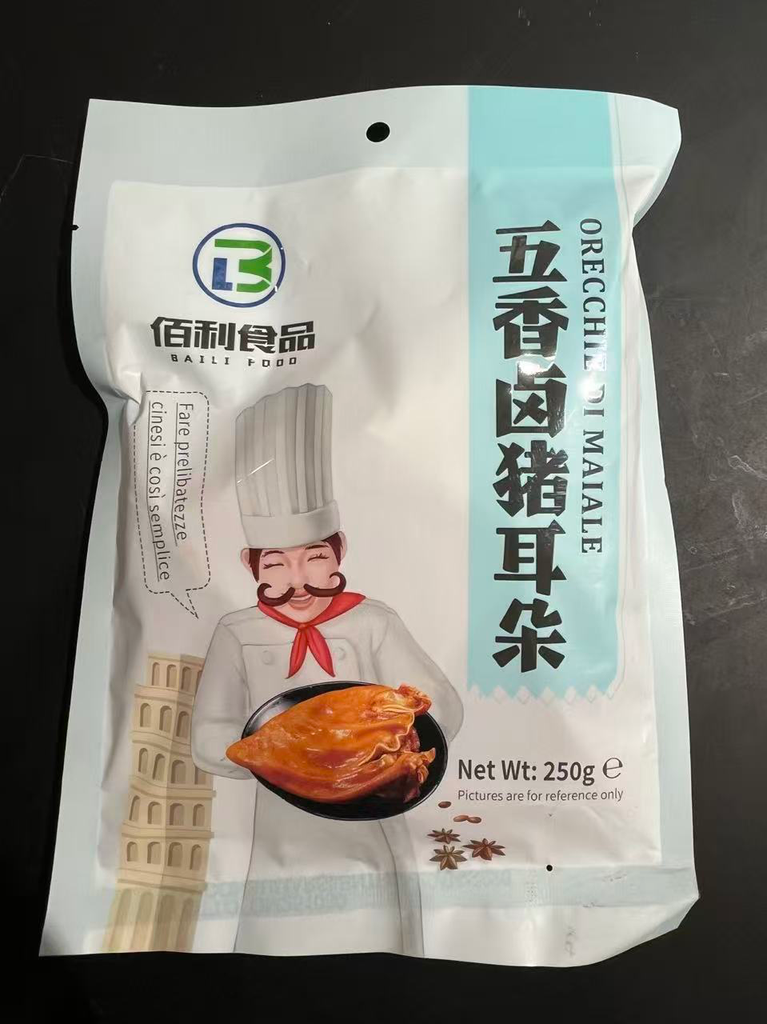 佰利食品
BAILI FOOD
五香卤猪耳朵
ORECCHIE DI MAIALE
Fare prelibatezze
cinesi è così semplice
Net Wt: 250g ℮
Pictures are for reference only